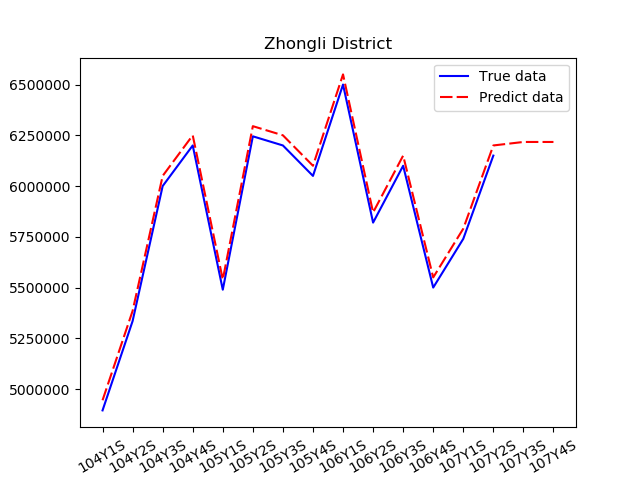 Zhongli District
True data
Predict data
6500000
6250000
6000000
5750000
5500000
5250000
5000000
104Y1S
104Y2S
104Y3S
104Y4S
105Y1S
105Y2S
105Y3S
105Y4S
106Y1S
106Y2S
106Y3S
106Y4S
107Y1S
107Y2S
107Y3S
107Y4S